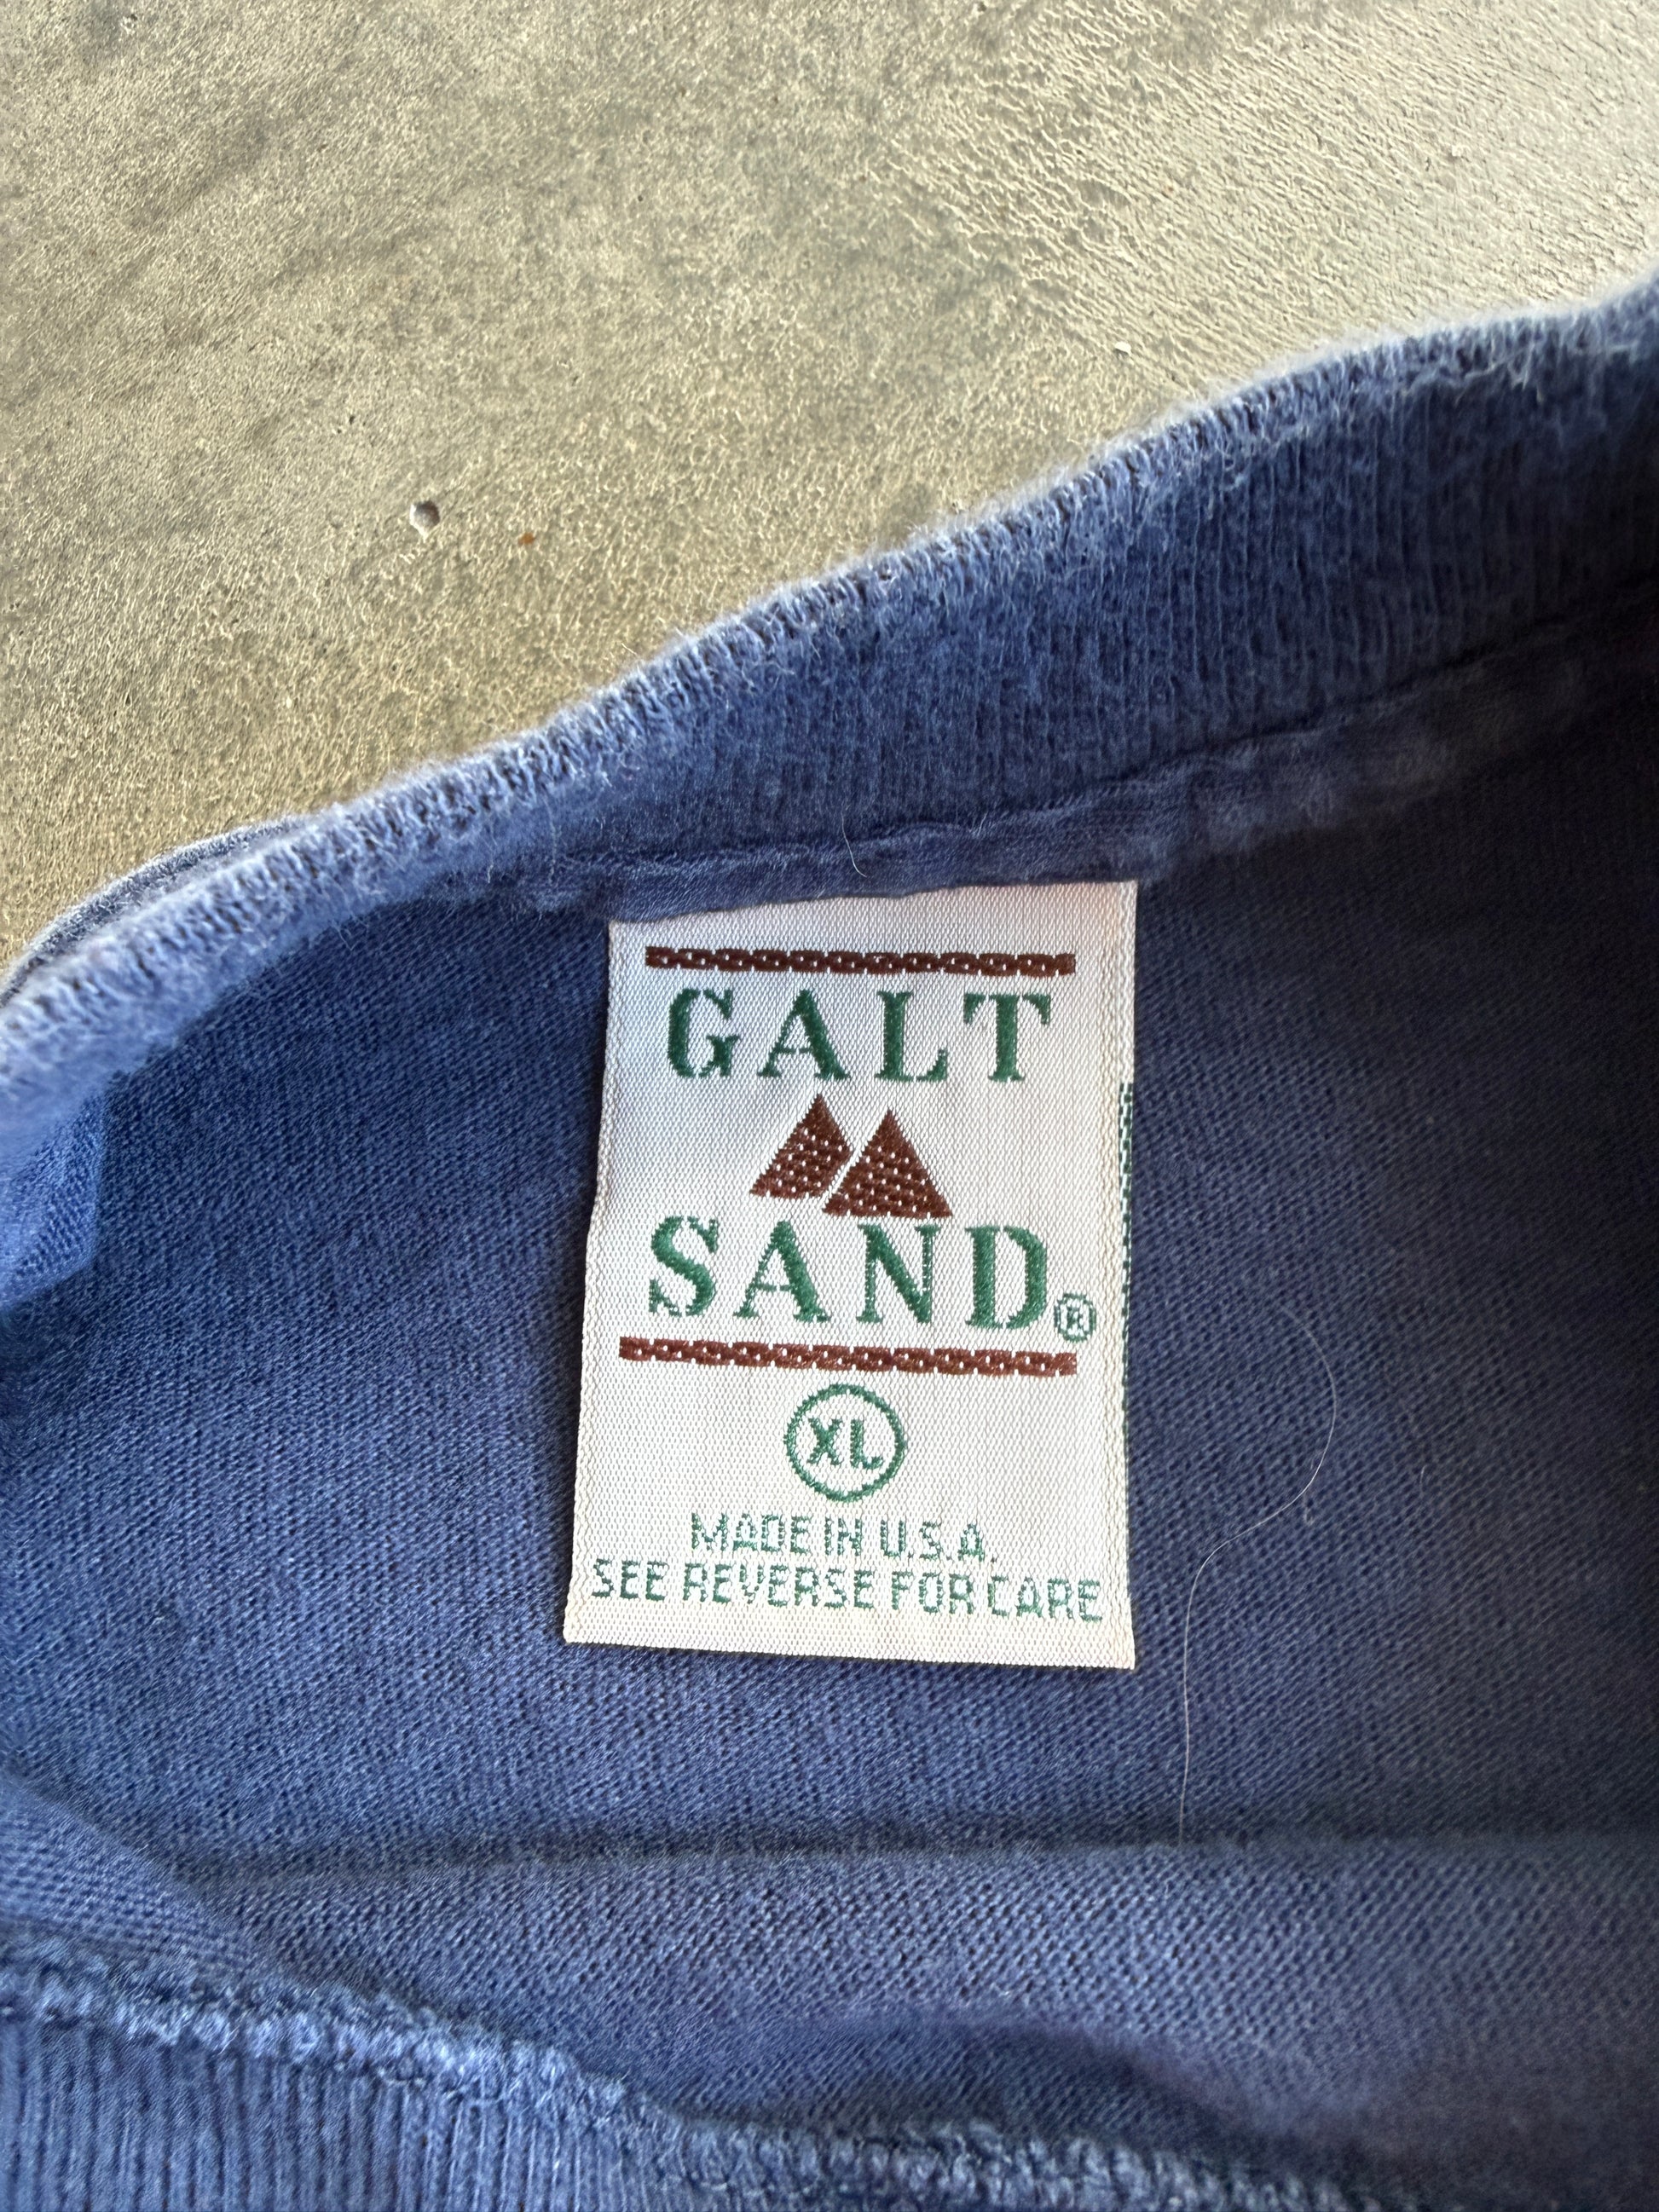 GALT
SAND®
XL
MADE IN U.S.A.
SEE REVERSE FOR CARE